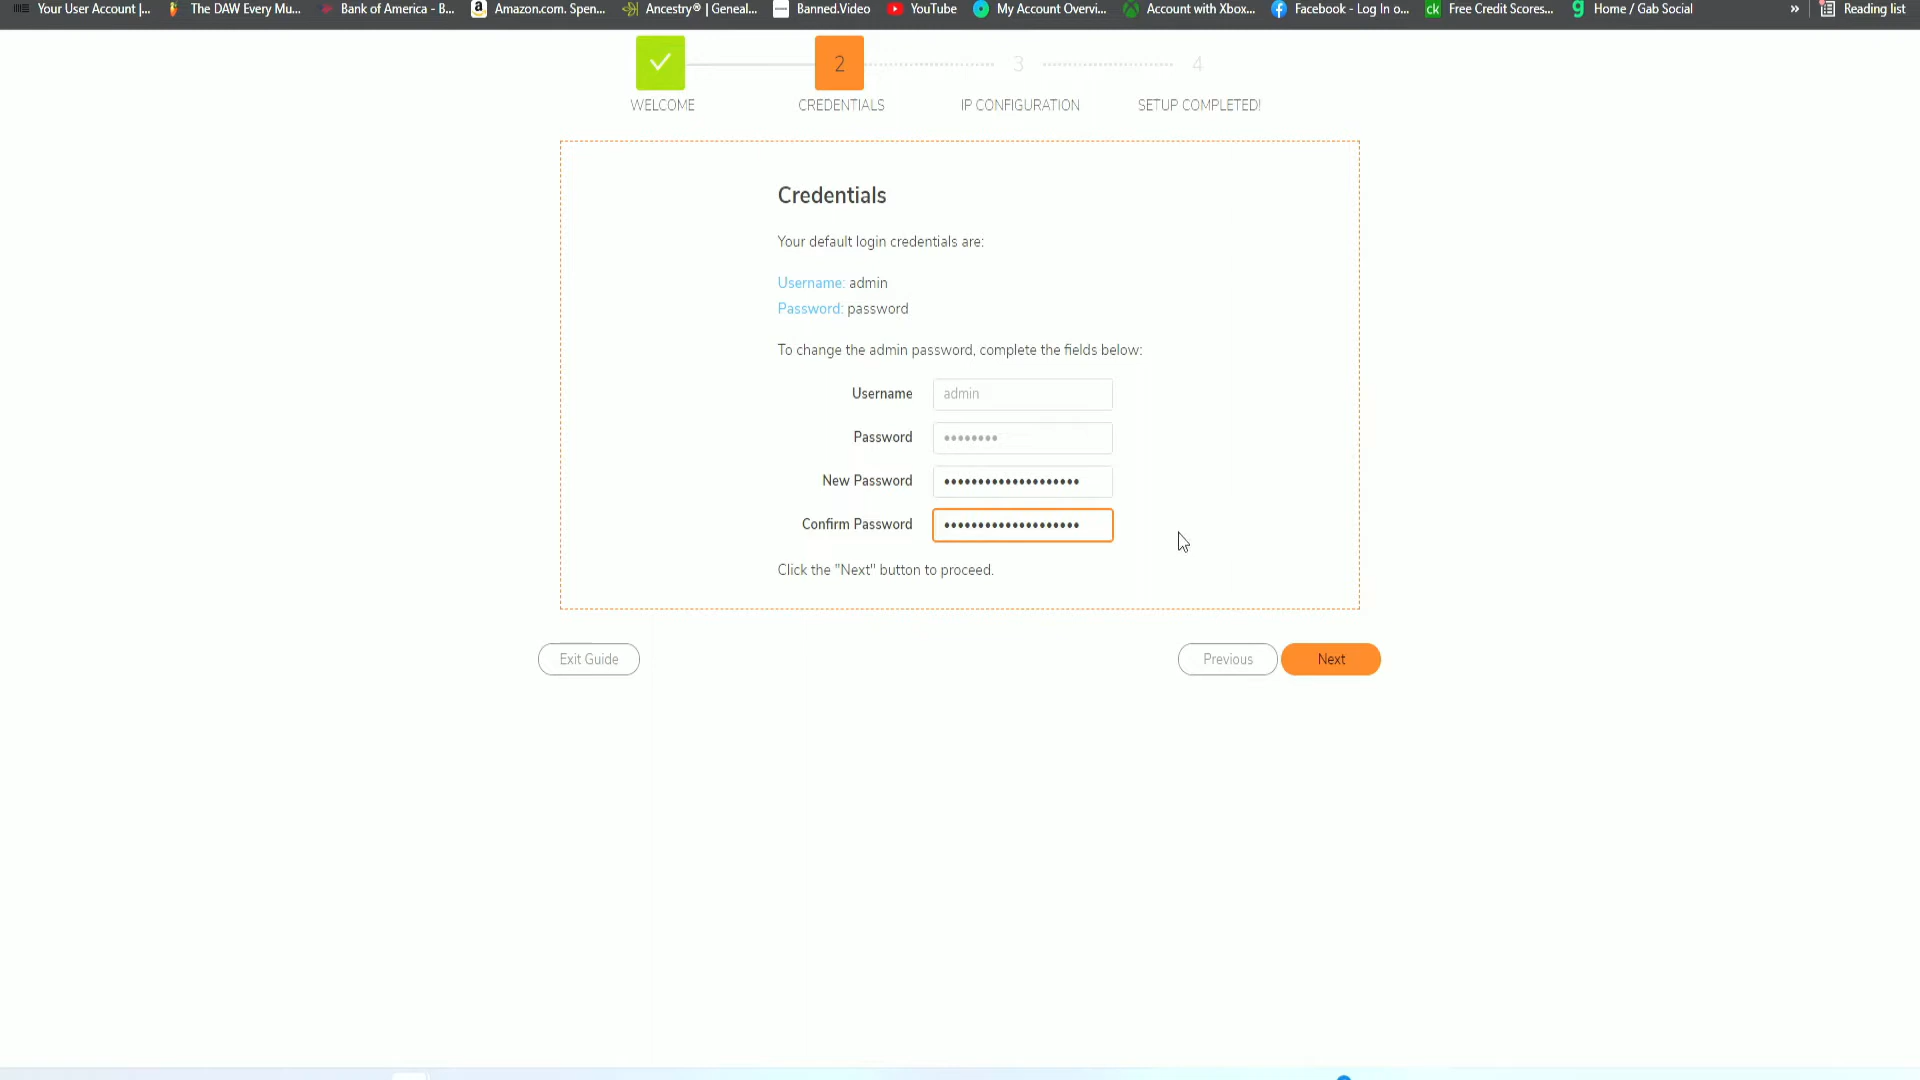 Your User Account |... The DAW Every Mu... Bank of America - B... Amazon.com. Spen... Ancestry® | Geneal... Banned.Video YouTube My Account Overvi... Account with Xbox... Facebook - Log In o... ck Free Credit Scores... Home / Gab Social » Reading list
2 3 4
WELCOME CREDENTIALS IP CONFIGURATION SETUP COMPLETED!
Credentials
Your default login credentials are:
Username: admin
Password: password
To change the admin password, complete the fields below:
Username admin
Password ••••••••
New Password ••••••••••••••••••••
Confirm Password ••••••••••••••••••••
Click the "Next" button to proceed.
Exit Guide Previous Next